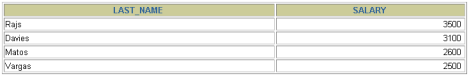 LAST_NAME SALARY
Rajs 3500
Davies 3100
Matos 2600
Vargas 2500